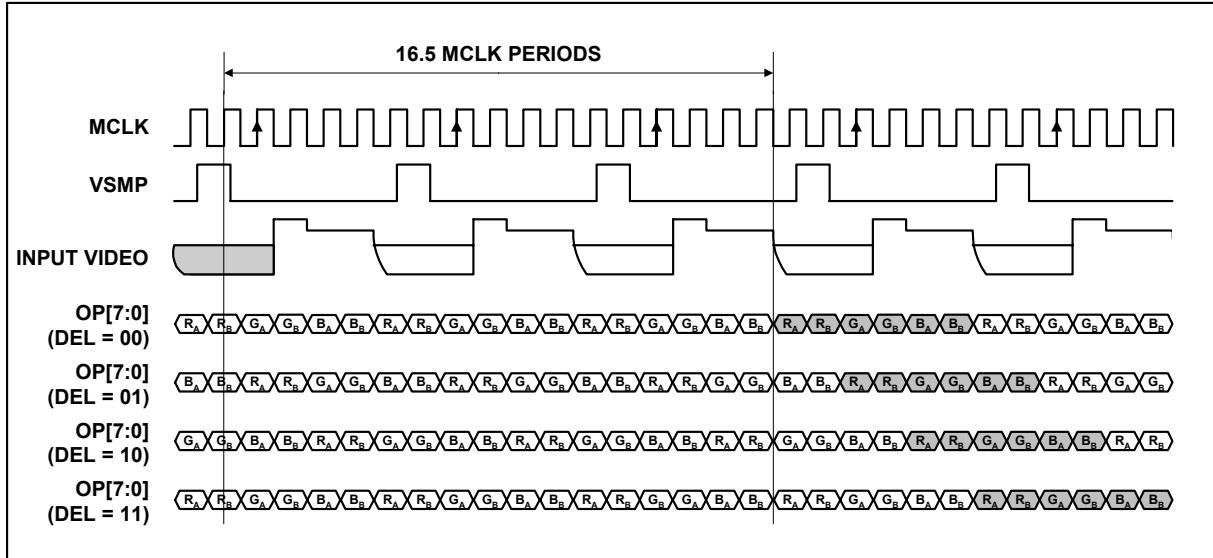 16.5 MCLK PERIODS
MCLK
VSMP
INPUT VIDEO
OP[7:0]
(DEL = 00)
RA RB GA GB BA BB RA RB GA GB BA BB RA RB GA GB BA BB RA RB GA GB BA BB RA RB GA GB BA BB
OP[7:0]
(DEL = 01)
BA BB RA RB GA GB BA BB RA RB GA GB BA BB RA RB GA GB BA BB RA RB GA GB BA BB RA RB GA GB
OP[7:0]
(DEL = 10)
GA GB BA BB RA RB GA GB BA BB RA RB GA GB BA BB RA RB GA GB BA BB RA RB GA GB BA BB RA RB
OP[7:0]
(DEL = 11)
RA RB GA GB BA BB RA RB GA GB BA BB RA RB GB GA BA BB RA RB GA GB BA BB RA RB GA GB BA BB